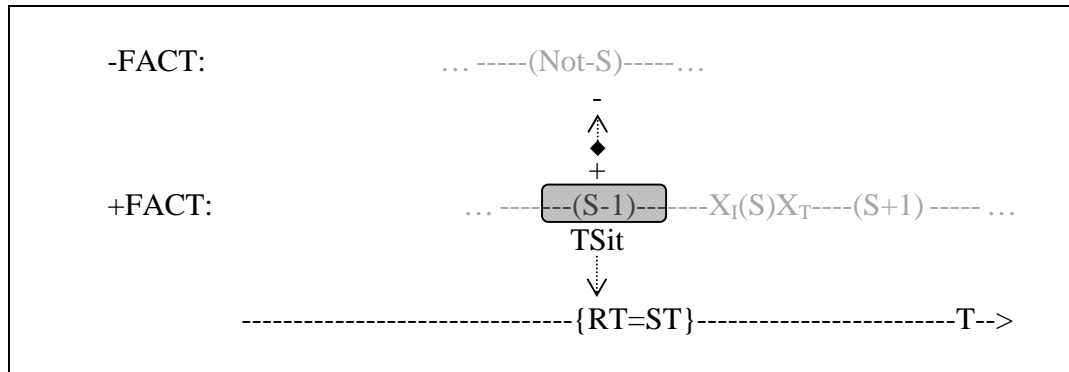 -FACT: … -----(Not-S)-----…
-
+
+FACT: … -------(S-1)-------X_I(S)X_T----(S+1) ----- …
TSit
--------------------------------{RT=ST}-------------------------T-->